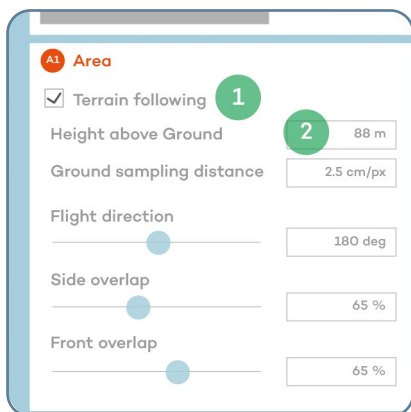 A1 Area
Terrain following 1
Height above Ground 2 88 m
Ground sampling distance 2.5 cm/px
Flight direction
180 deg
Side overlap
65 %
Front overlap
65 %